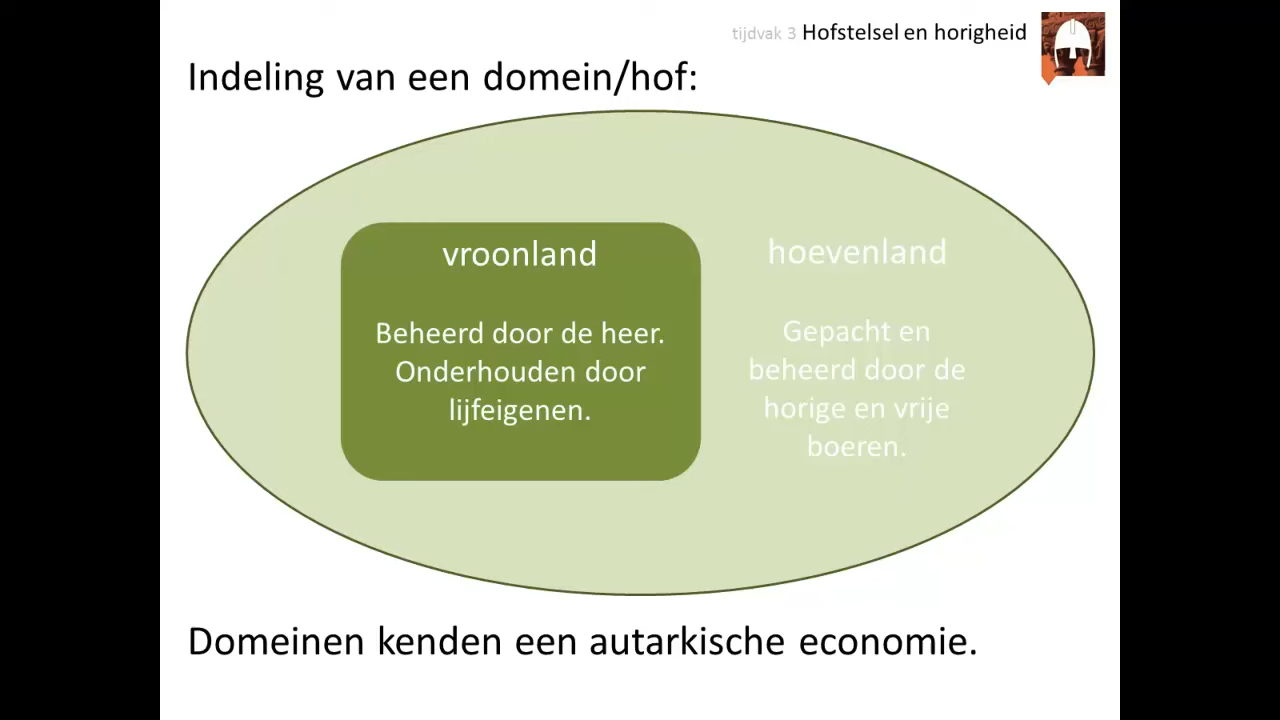 tijdvak 3 Hofstelsel en horigheid
Indeling van een domein/hof:
vroonland
Beheerd door de heer.
Onderhouden door
lijfeigenen.
hoevenland
Gepacht en
beheerd door de
horige en vrije
boeren.
Domeinen kenden een autarkische economie.